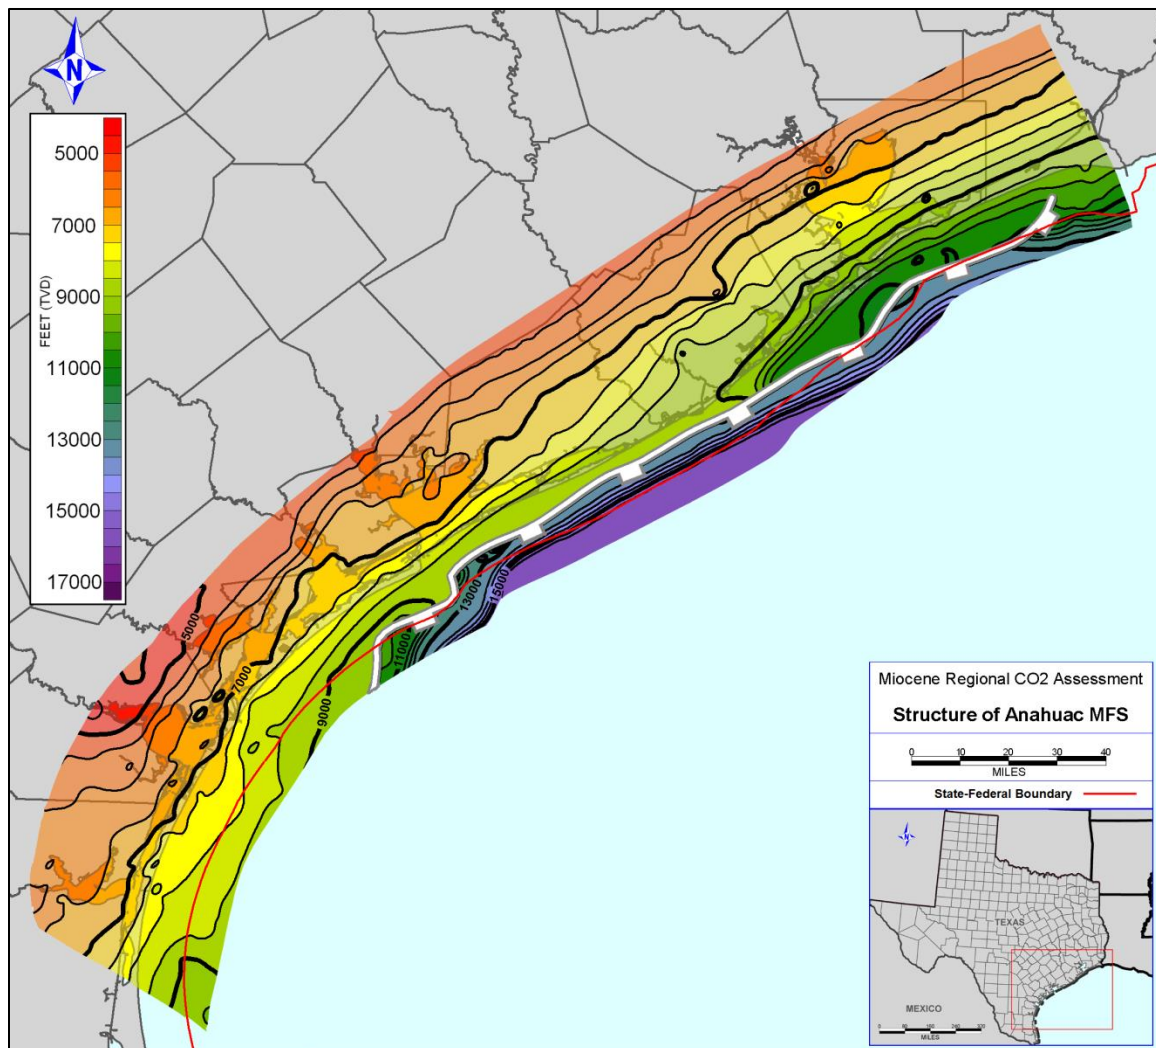 N
5000
7000
9000
11000
13000
15000
17000
FEET (TVD)
5000
7000
9000
11000
13000
15000
Miocene Regional CO2 Assessment
Structure of Anahuac MFS
0 10 20 30 40
MILES
State-Federal Boundary
N
TEXAS
MEXICO
MILES